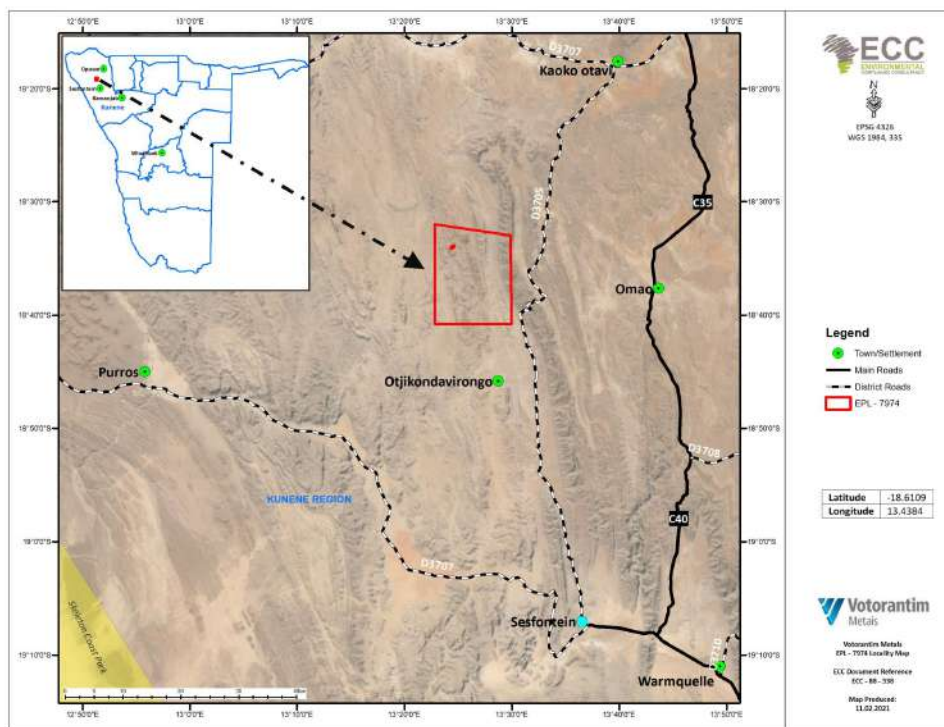 12°50'0"E
13°0'0"E
13°10'0"E
13°20'0"E
13°30'0"E
13°40'0"E
13°50'0"E
18°20'0"S
18°30'0"S
18°40'0"S
18°50'0"S
19°0'0"S
19°10'0"S
Opuwo
Sesfontein
Kunene
D3707
Kaoko otavi
D3705
C35
Omao
Purros
Otjikondavirongo
D3708
KUNENE REGION
C40
D3707
Skeleton Coast Park
Sesfontein
Warmquelle
12°50'0"E
13°0'0"E
13°10'0"E
13°20'0"E
13°30'0"E
13°40'0"E
13°50'0"E
18°20'0"S
18°30'0"S
18°40'0"S
18°50'0"S
19°0'0"S
19°10'0"S
ECC
ENVIRONMENTAL
COMPLIANCE CONSULTANCY
N
EPSG 4326
WGS 1984, 335
Legend
Town/Settlement
Main Roads
District Roads
EPL - 7974
Latitude -18.6109
Longitude 13.4384
Votorantim
Metais
Votorantim Metals
EPL - 7974 Locality Map
ECC Document Reference
ECC - 88 - 338
Map Produced:
11.02.2021